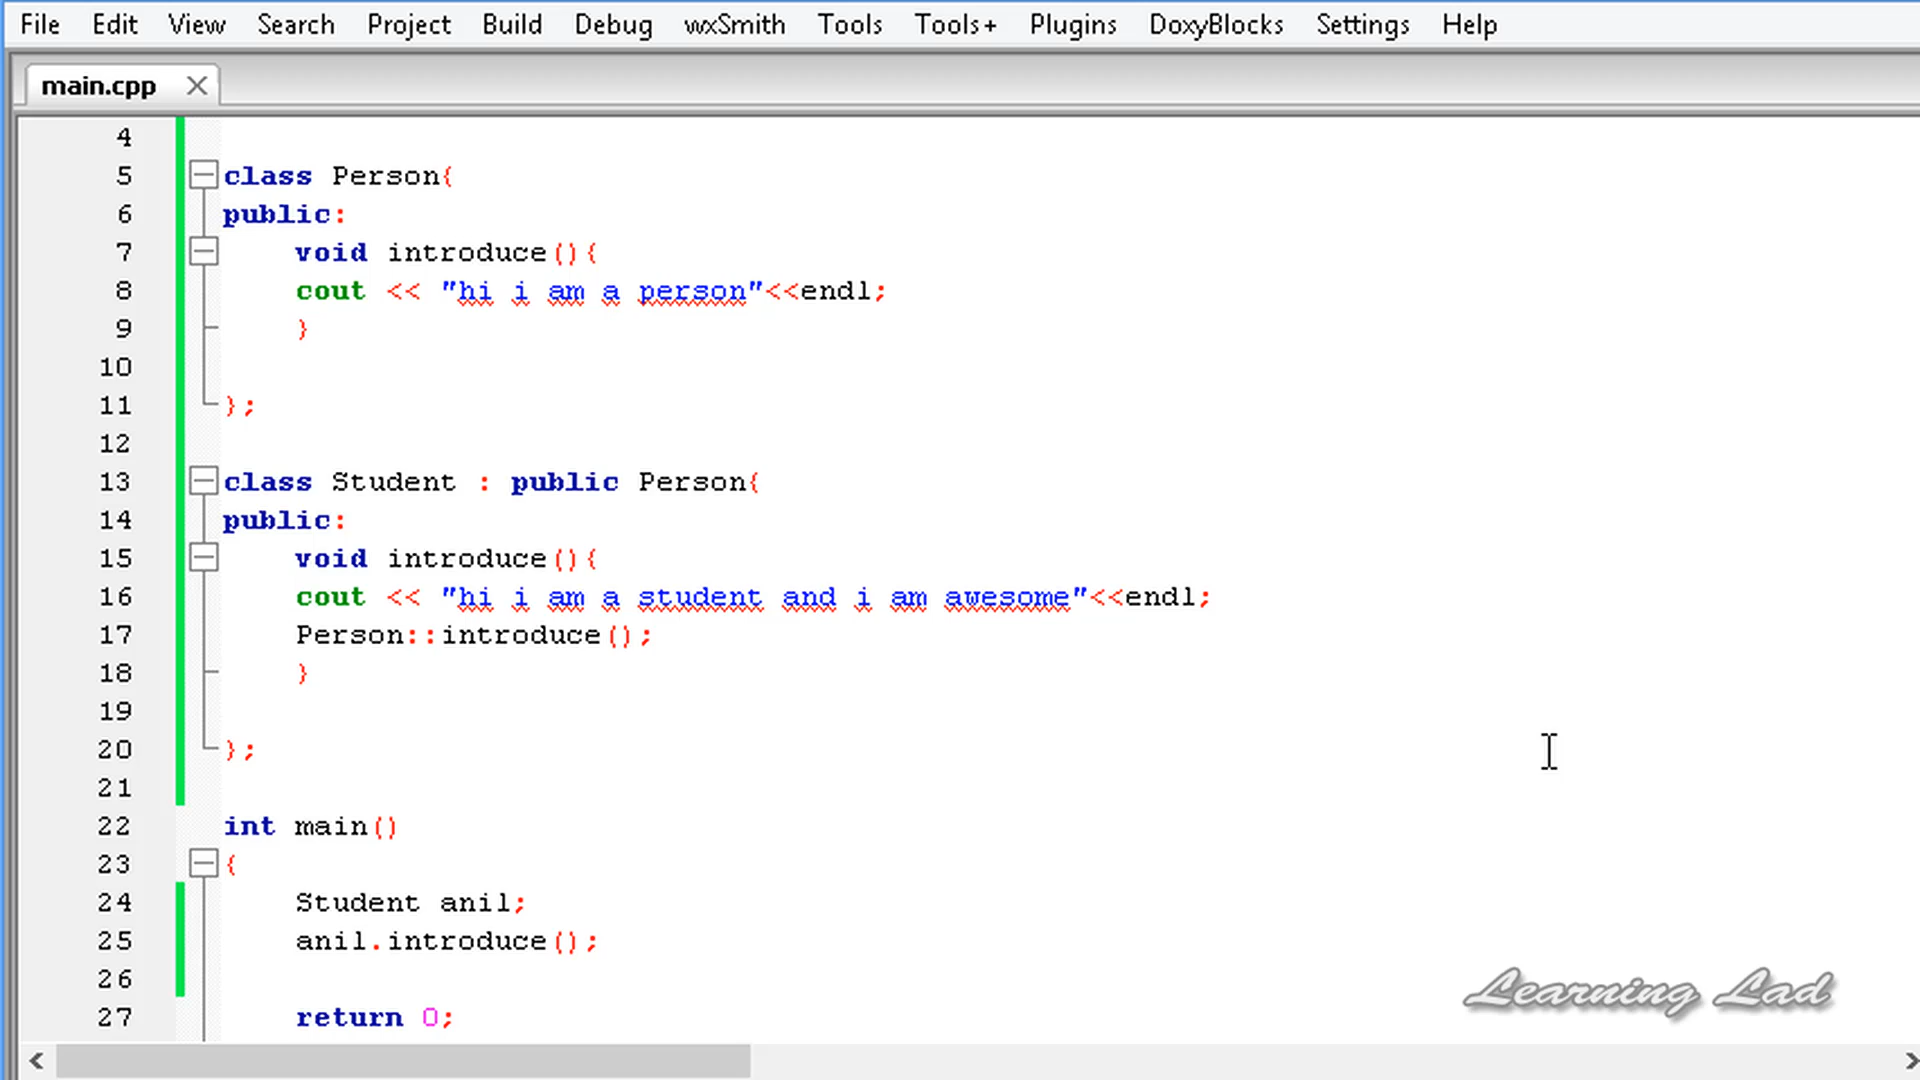 File Edit View Search Project Build Debug wxSmith Tools Tools+ Plugins DoxyBlocks Settings Help
main.cpp
4
5 class Person{
6 public:
7 void introduce(){
8 cout << "hi i am a person"<<endl;
9 }
10
11 };
12
13 class Student : public Person{
14 public:
15 void introduce(){
16 cout << "hi i am a student and i am awesome"<<endl;
17 Person::introduce();
18 }
19
20 };
21
22 int main()
23 {
24 Student anil;
25 anil.introduce();
26
27 return 0;
Learning Lad